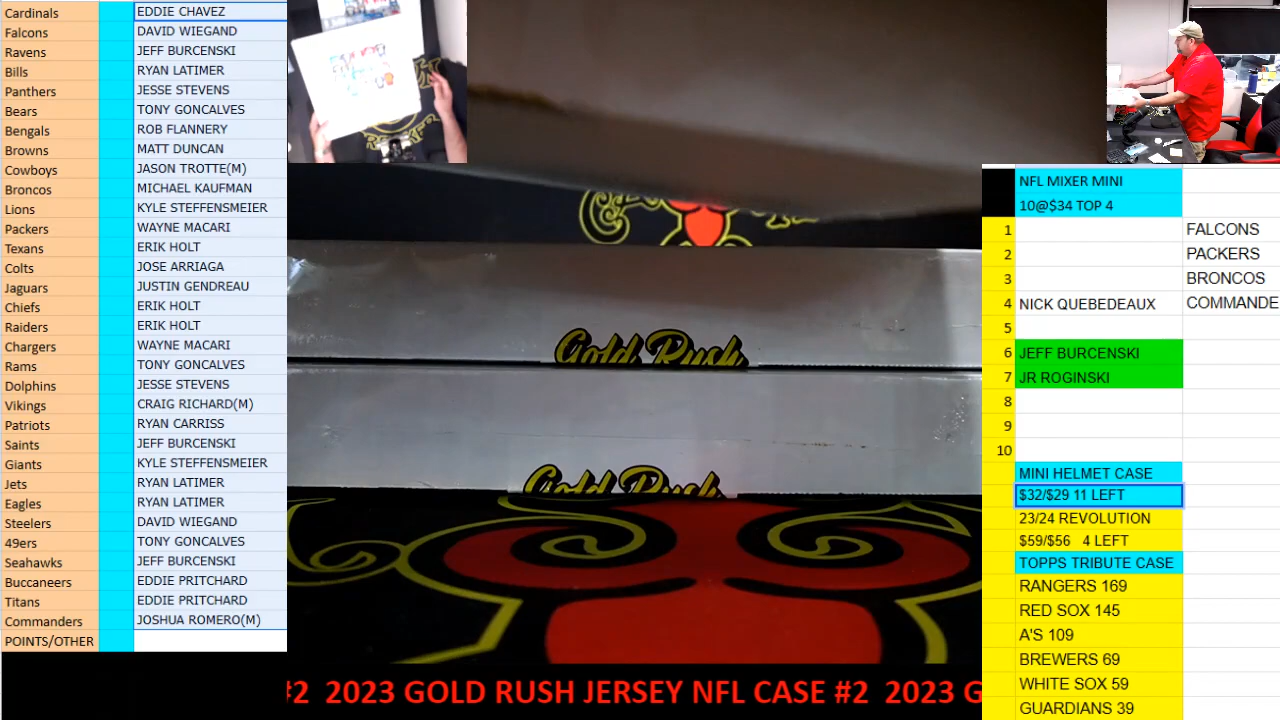 Cardinals EDDIE CHAVEZ
Falcons DAVID WIEGAND
Ravens JEFF BURCENSKI
Bills RYAN LATIMER
Panthers JESSE STEVENS
Bears TONY GONCALVES
Bengals ROB FLANNERY
Browns MATT DUNCAN
Cowboys JASON TROTTE(M)
Broncos MICHAEL KAUFMAN
Lions KYLE STEFFENSMEIER
Packers WAYNE MACARI
Texans ERIK HOLT
Colts JOSE ARRIAGA
Jaguars JUSTIN GENDREAU
Chiefs ERIK HOLT
Raiders ERIK HOLT
Chargers WAYNE MACARI
Rams TONY GONCALVES
Dolphins JESSE STEVENS
Vikings CRAIG RICHARD(M)
Patriots RYAN CARRISS
Saints JEFF BURCENSKI
Giants KYLE STEFFENSMEIER
Jets RYAN LATIMER
Eagles RYAN LATIMER
Steelers DAVID WIEGAND
49ers TONY GONCALVES
Seahawks JEFF BURCENSKI
Buccaneers EDDIE PRITCHARD
Titans EDDIE PRITCHARD
Commanders JOSHUA ROMERO(M)
POINTS/OTHER
Gold Rush
Gold Rush
NFL MIXER MINI
10@$34 TOP 4
1 FALCONS
2 PACKERS
3 BRONCOS
4 NICK QUEBEDEAUX COMMANDE
5
6 JEFF BURCENSKI
7 JR ROGINSKI
8
9
10
MINI HELMET CASE
$32/$29 11 LEFT
23/24 REVOLUTION
$59/$56 4 LEFT
TOPPS TRIBUTE CASE
RANGERS 169
RED SOX 145
A'S 109
BREWERS 69
WHITE SOX 59
GUARDIANS 39
#2 2023 GOLD RUSH JERSEY NFL CASE #2 2023 G